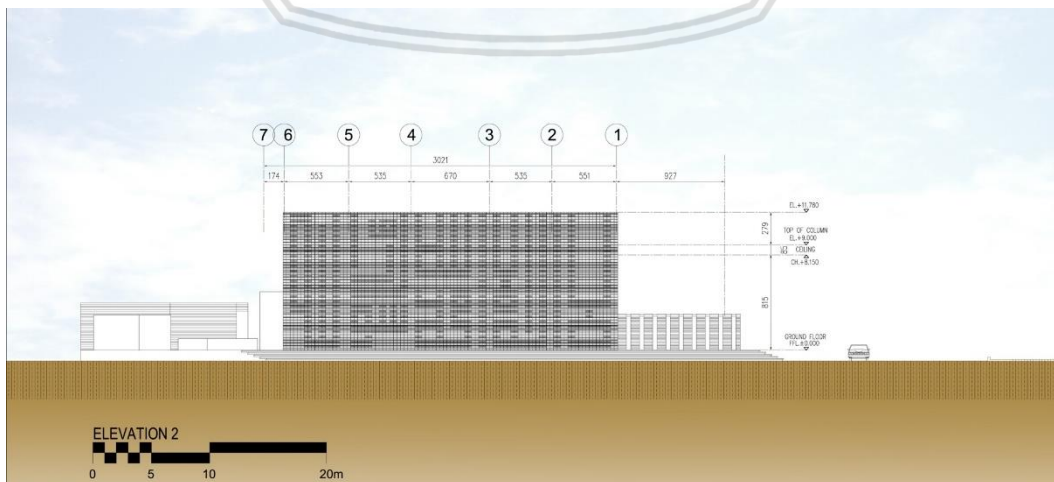 7 6 5 4 3 2 1
3021
174 553 535 670 535 551 927
EL.+11,780
279
TOP OF COLUMN
EL.+9.000
85
CEILING
CH.+8,150
815
GROUND FLOOR
FFL.±0.000
ELEVATION 2
0 5 10 20m